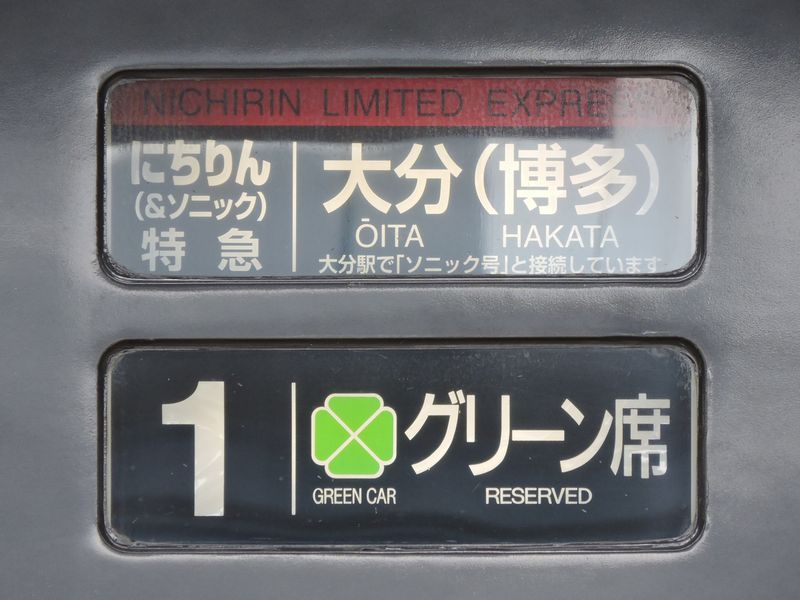 NICHIRIN LIMITED EXPRESS
にちりん
(&ソニック)
特急
大分(博多)
ŌITA HAKATA
大分駅で「ソニック号」と接続しています
1
グリーン席
GREEN CAR RESERVED